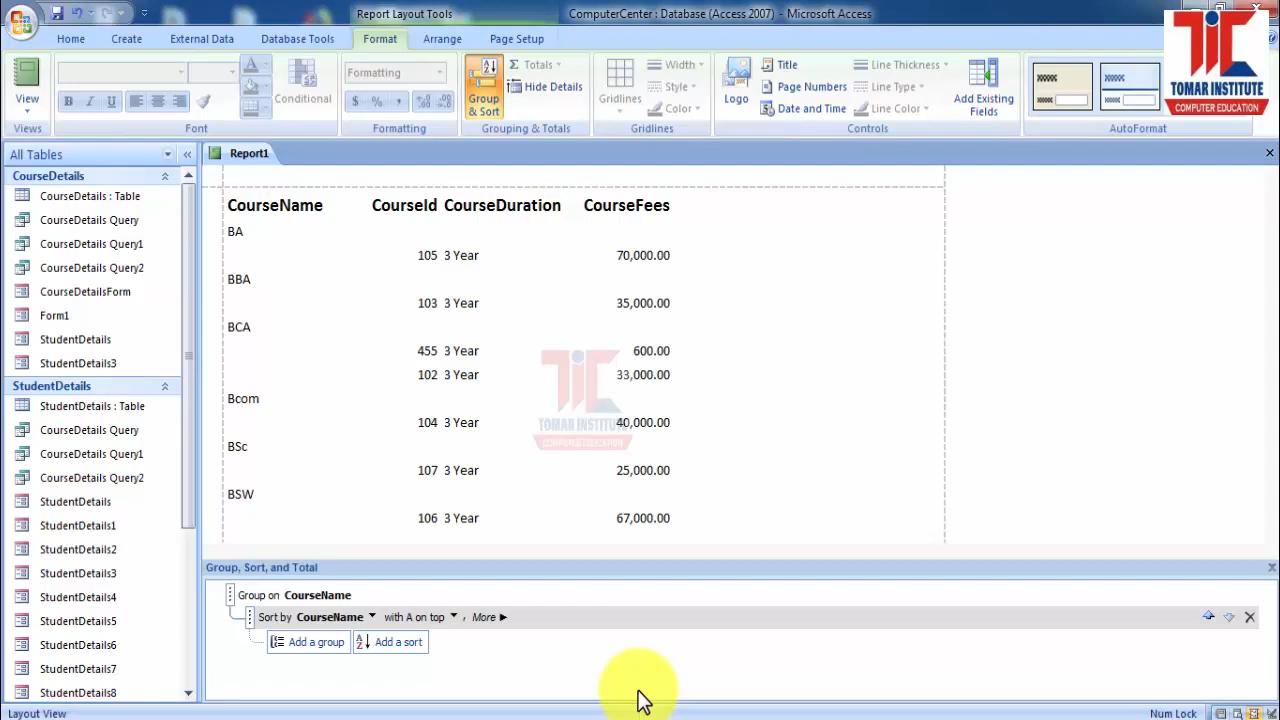 Report Layout Tools
ComputerCenter : Database (Access 2007) - Microsoft Access
Home Create External Data Database Tools Format Arrange Page Setup
TIC
TOMAR INSTITUTE
COMPUTER EDUCATION
View
Views
B I U
Font
Conditional
Formatting
$ % ,
Formatting
Group & Sort
Σ Totals
Hide Details
Grouping & Totals
Gridlines
Width
Style
Color
Gridlines
Logo
Title
Page Numbers
Date and Time
Line Thickness
Line Type
Line Color
Add Existing Fields
Controls
AutoFormat
All Tables
CourseDetails
CourseDetails : Table
CourseDetails Query
CourseDetails Query1
CourseDetails Query2
CourseDetailsForm
Form1
StudentDetails
StudentDetails3
StudentDetails
StudentDetails : Table
CourseDetails Query
CourseDetails Query1
CourseDetails Query2
StudentDetails
StudentDetails1
StudentDetails2
StudentDetails3
StudentDetails4
StudentDetails5
StudentDetails6
StudentDetails7
StudentDetails8
Report1
CourseName CourseId CourseDuration CourseFees
BA
105 3 Year 70,000.00
BBA
103 3 Year 35,000.00
BCA
455 3 Year 600.00
102 3 Year 33,000.00
Bcom
104 3 Year 40,000.00
BSc
107 3 Year 25,000.00
BSW
106 3 Year 67,000.00
TIC
TOMAR INSTITUTE
COMPUTER EDUCATION
Group, Sort, and Total
Group on CourseName
Sort by CourseName with A on top , More
Add a group Add a sort
Layout View
Num Lock